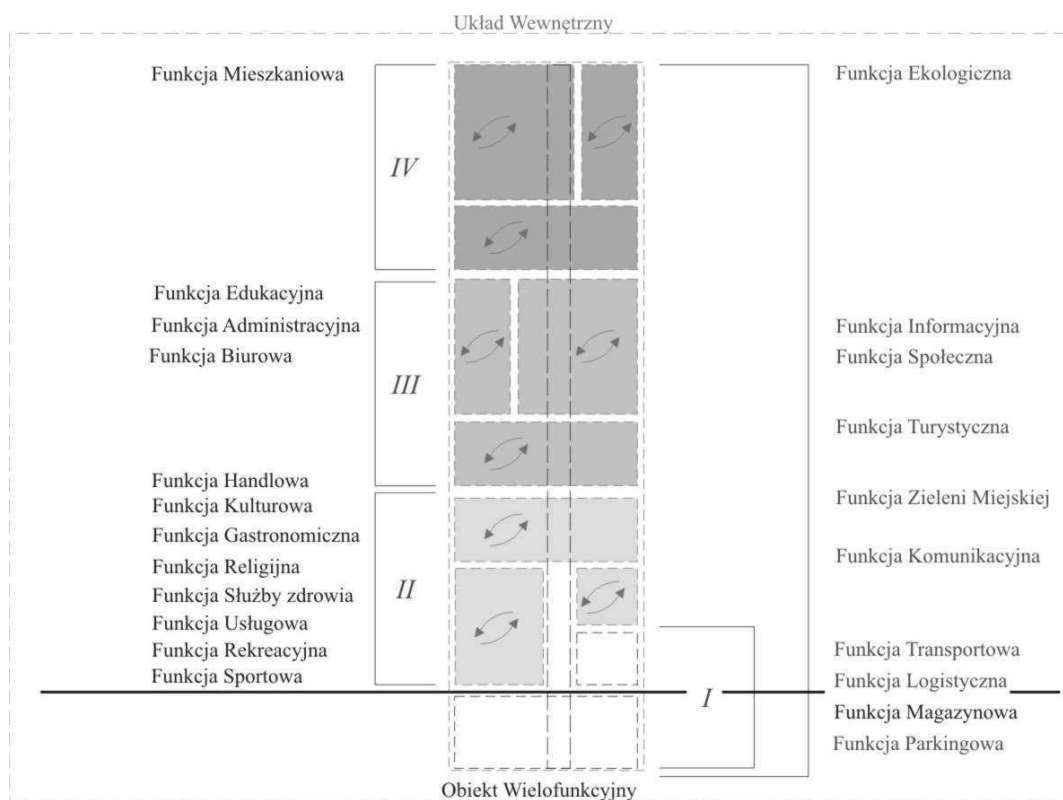 Układ Wewnętrzny
Funkcja Mieszkaniowa
IV
Funkcja Edukacyjna
Funkcja Administracyjna
Funkcja Biurowa
III
Funkcja Handlowa
Funkcja Kulturowa
Funkcja Gastronomiczna
Funkcja Religijna
Funkcja Służby zdrowia
Funkcja Usługowa
Funkcja Rekreacyjna
Funkcja Sportowa
II
Funkcja Ekologiczna
Funkcja Informacyjna
Funkcja Społeczna
Funkcja Turystyczna
Funkcja Zieleni Miejskiej
Funkcja Komunikacyjna
I
Funkcja Transportowa
Funkcja Logistyczna
Funkcja Magazynowa
Funkcja Parkingowa
Obiekt Wielofunkcyjny